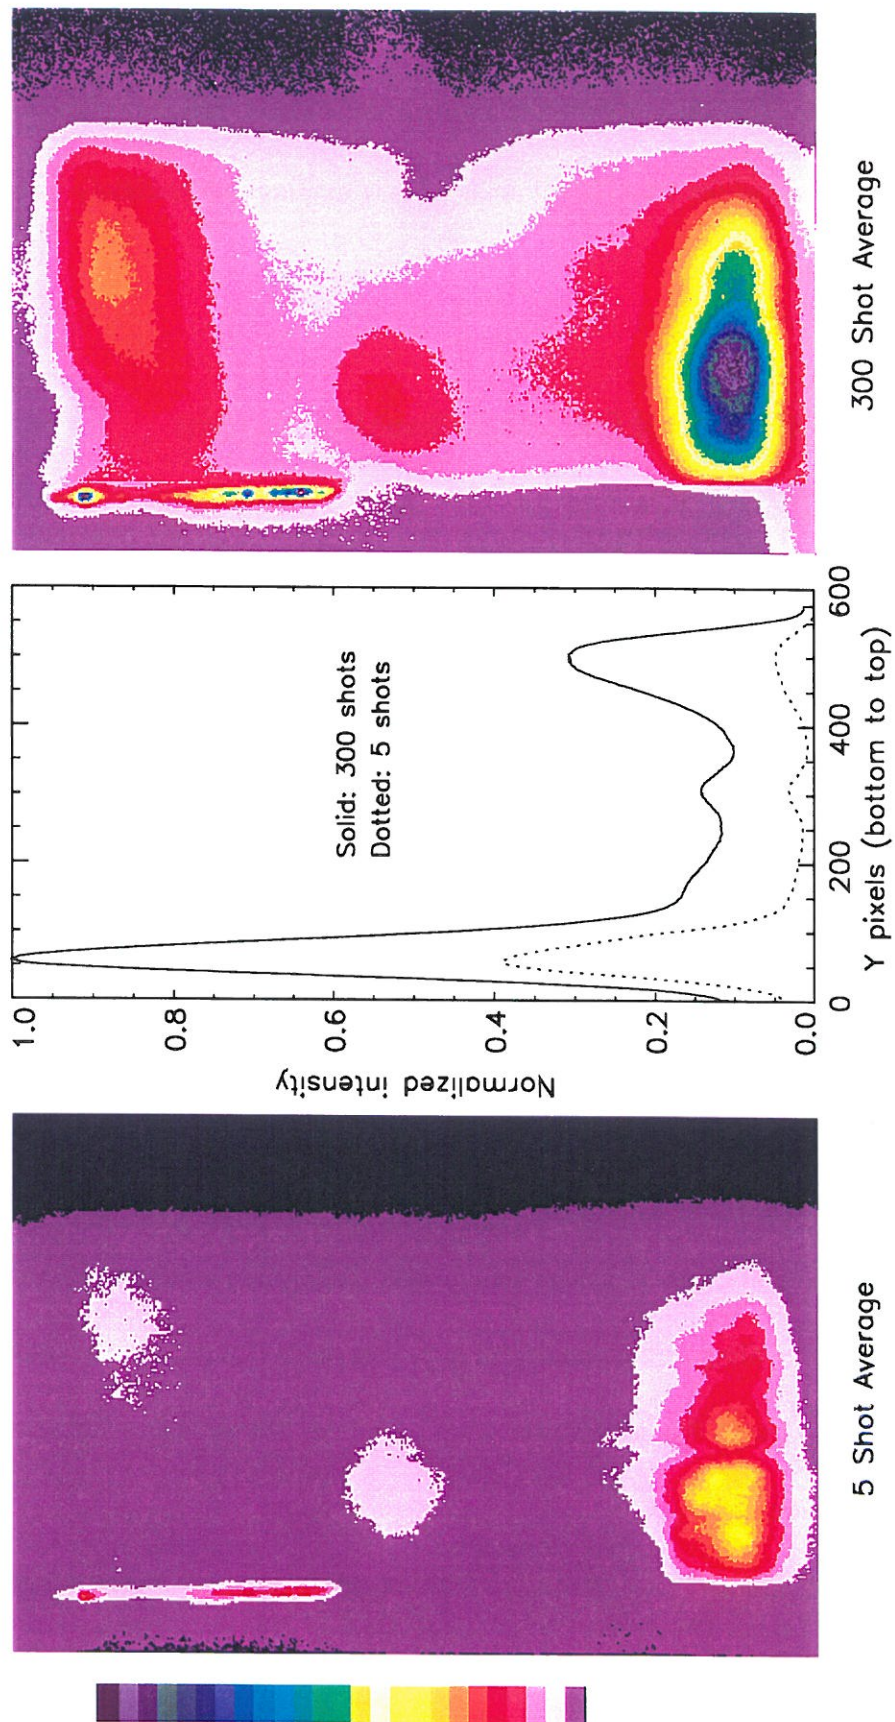 300 Shot Average
1.0
0.8
0.6
0.4
0.2
0.0
Normalized intensity
Solid: 300 shots
Dotted: 5 shots
0
200
400
600
Y pixels (bottom to top)
5 Shot Average